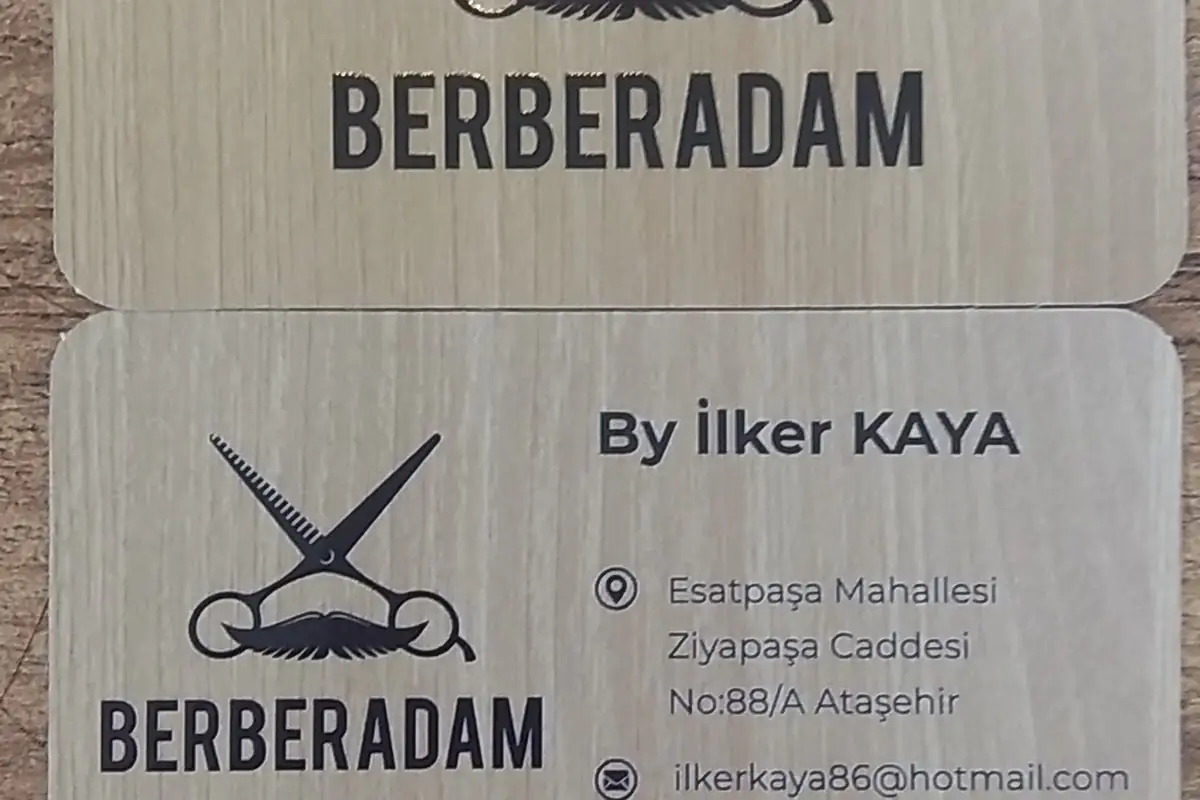 BERBERADAM
By İlker KAYA
Esatpaşa Mahallesi
Ziyapaşa Caddesi
No:88/A Ataşehir
BERBERADAM
ilkerkaya86@hotmail.com